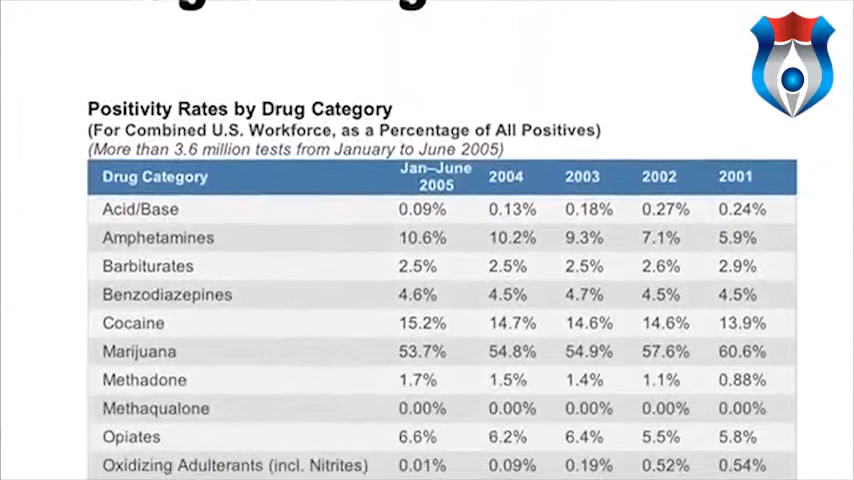 Positivity Rates by Drug Category
(For Combined U.S. Workforce, as a Percentage of All Positives)
(More than 3.6 million tests from January to June 2005)
Drug Category Jan–June 2005 2004 2003 2002 2001
Acid/Base 0.09% 0.13% 0.18% 0.27% 0.24%
Amphetamines 10.6% 10.2% 9.3% 7.1% 5.9%
Barbiturates 2.5% 2.5% 2.5% 2.6% 2.9%
Benzodiazepines 4.6% 4.5% 4.7% 4.5% 4.5%
Cocaine 15.2% 14.7% 14.6% 14.6% 13.9%
Marijuana 53.7% 54.8% 54.9% 57.6% 60.6%
Methadone 1.7% 1.5% 1.4% 1.1% 0.88%
Methaqualone 0.00% 0.00% 0.00% 0.00% 0.00%
Opiates 6.6% 6.2% 6.4% 5.5% 5.8%
Oxidizing Adulterants (incl. Nitrites) 0.01% 0.09% 0.19% 0.52% 0.54%